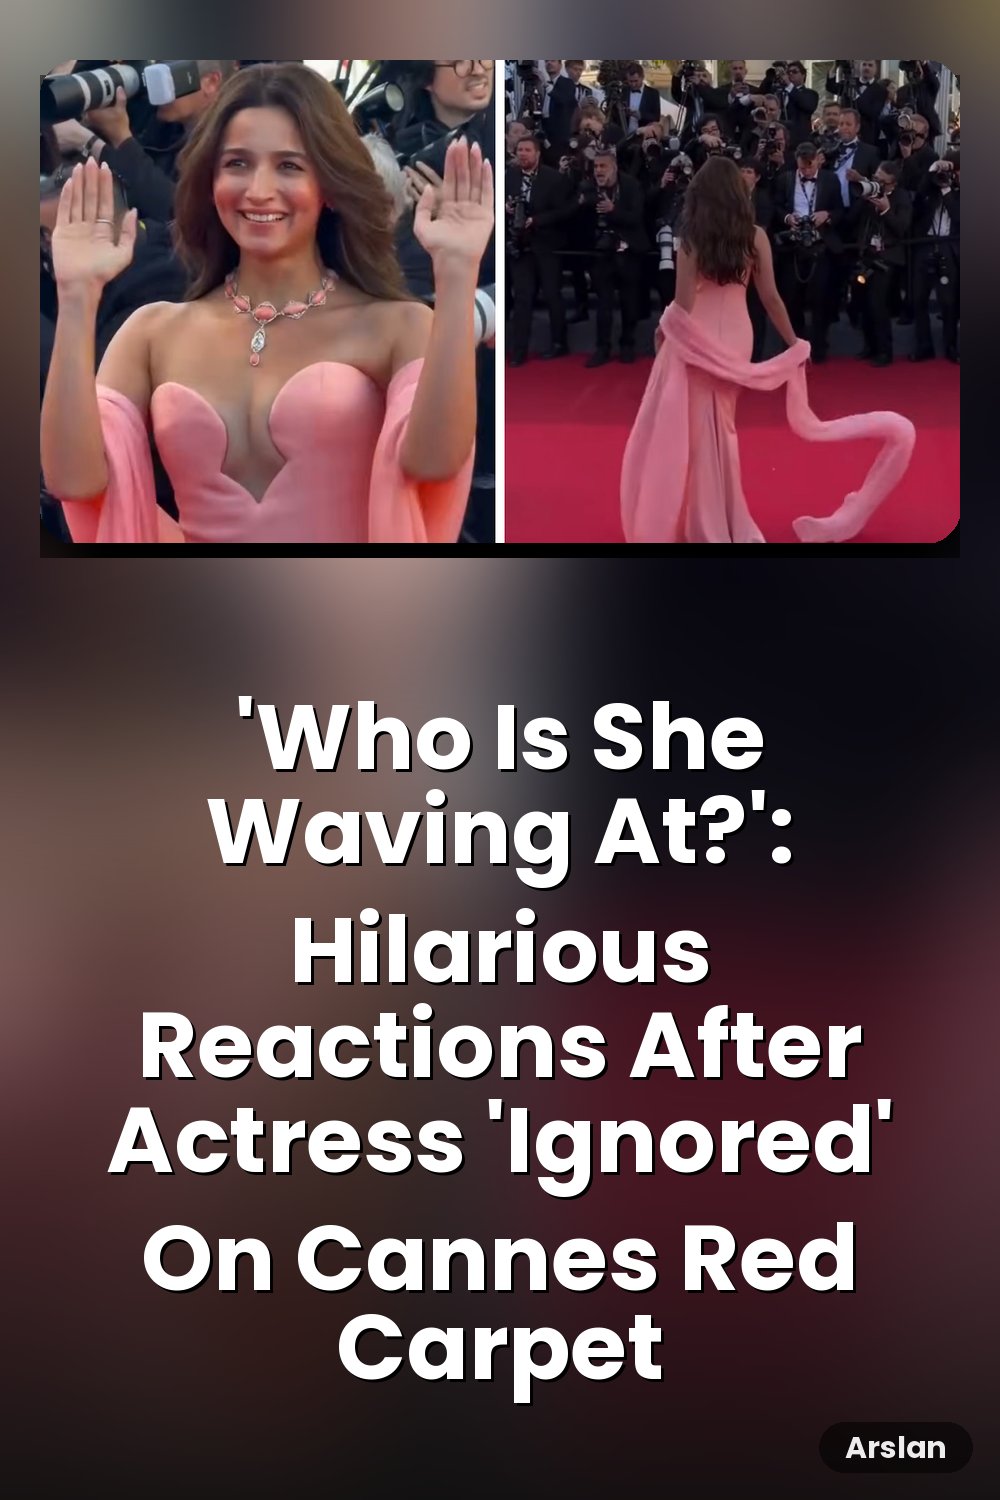 'Who Is She
Waving At?':
Hilarious
Reactions After
Actress 'Ignored'
On Cannes Red
Carpet
Arslan